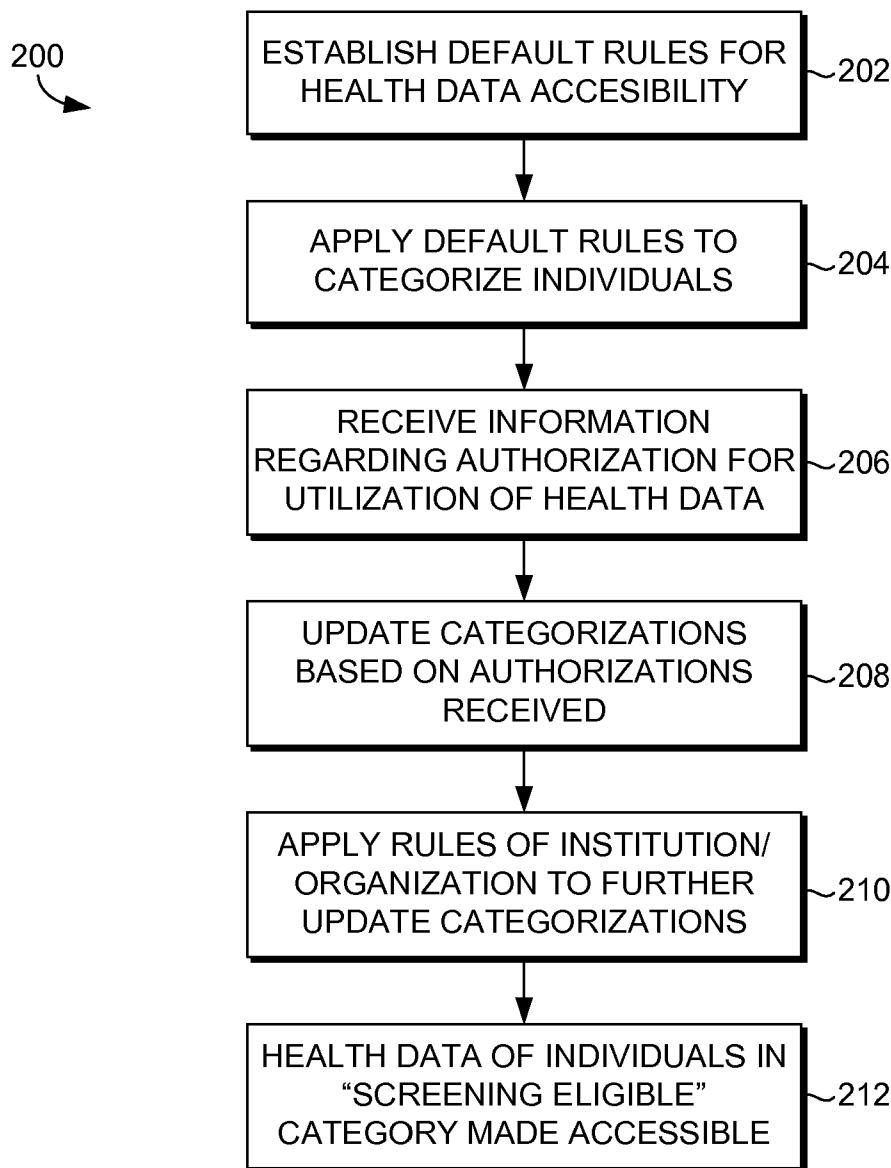 200
ESTABLISH DEFAULT RULES FOR
HEALTH DATA ACCESIBILITY
202
APPLY DEFAULT RULES TO
CATEGORIZE INDIVIDUALS
204
RECEIVE INFORMATION
REGARDING AUTHORIZATION FOR
UTILIZATION OF HEALTH DATA
206
UPDATE CATEGORIZATIONS
BASED ON AUTHORIZATIONS
RECEIVED
208
APPLY RULES OF INSTITUTION/
ORGANIZATION TO FURTHER
UPDATE CATEGORIZATIONS
210
HEALTH DATA OF INDIVIDUALS IN
“SCREENING ELIGIBLE”
CATEGORY MADE ACCESSIBLE
212